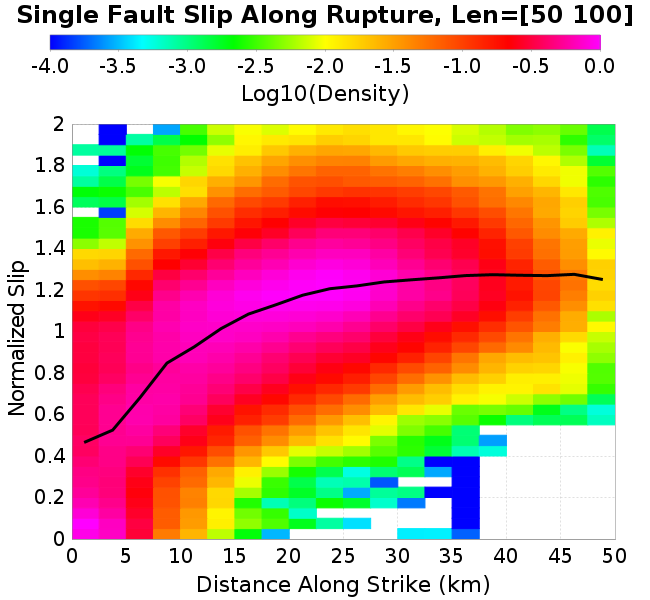 Single Fault Slip Along Rupture, Len=[50 100]
-4.0 -3.5 -3.0 -2.5 -2.0 -1.5 -1.0 -0.5 0.0
Log10(Density)
2
1.8
1.6
1.4
1.2
1
0.8
0.6
0.4
0.2
0
Normalized Slip
0 5 10 15 20 25 30 35 40 45 50
Distance Along Strike (km)